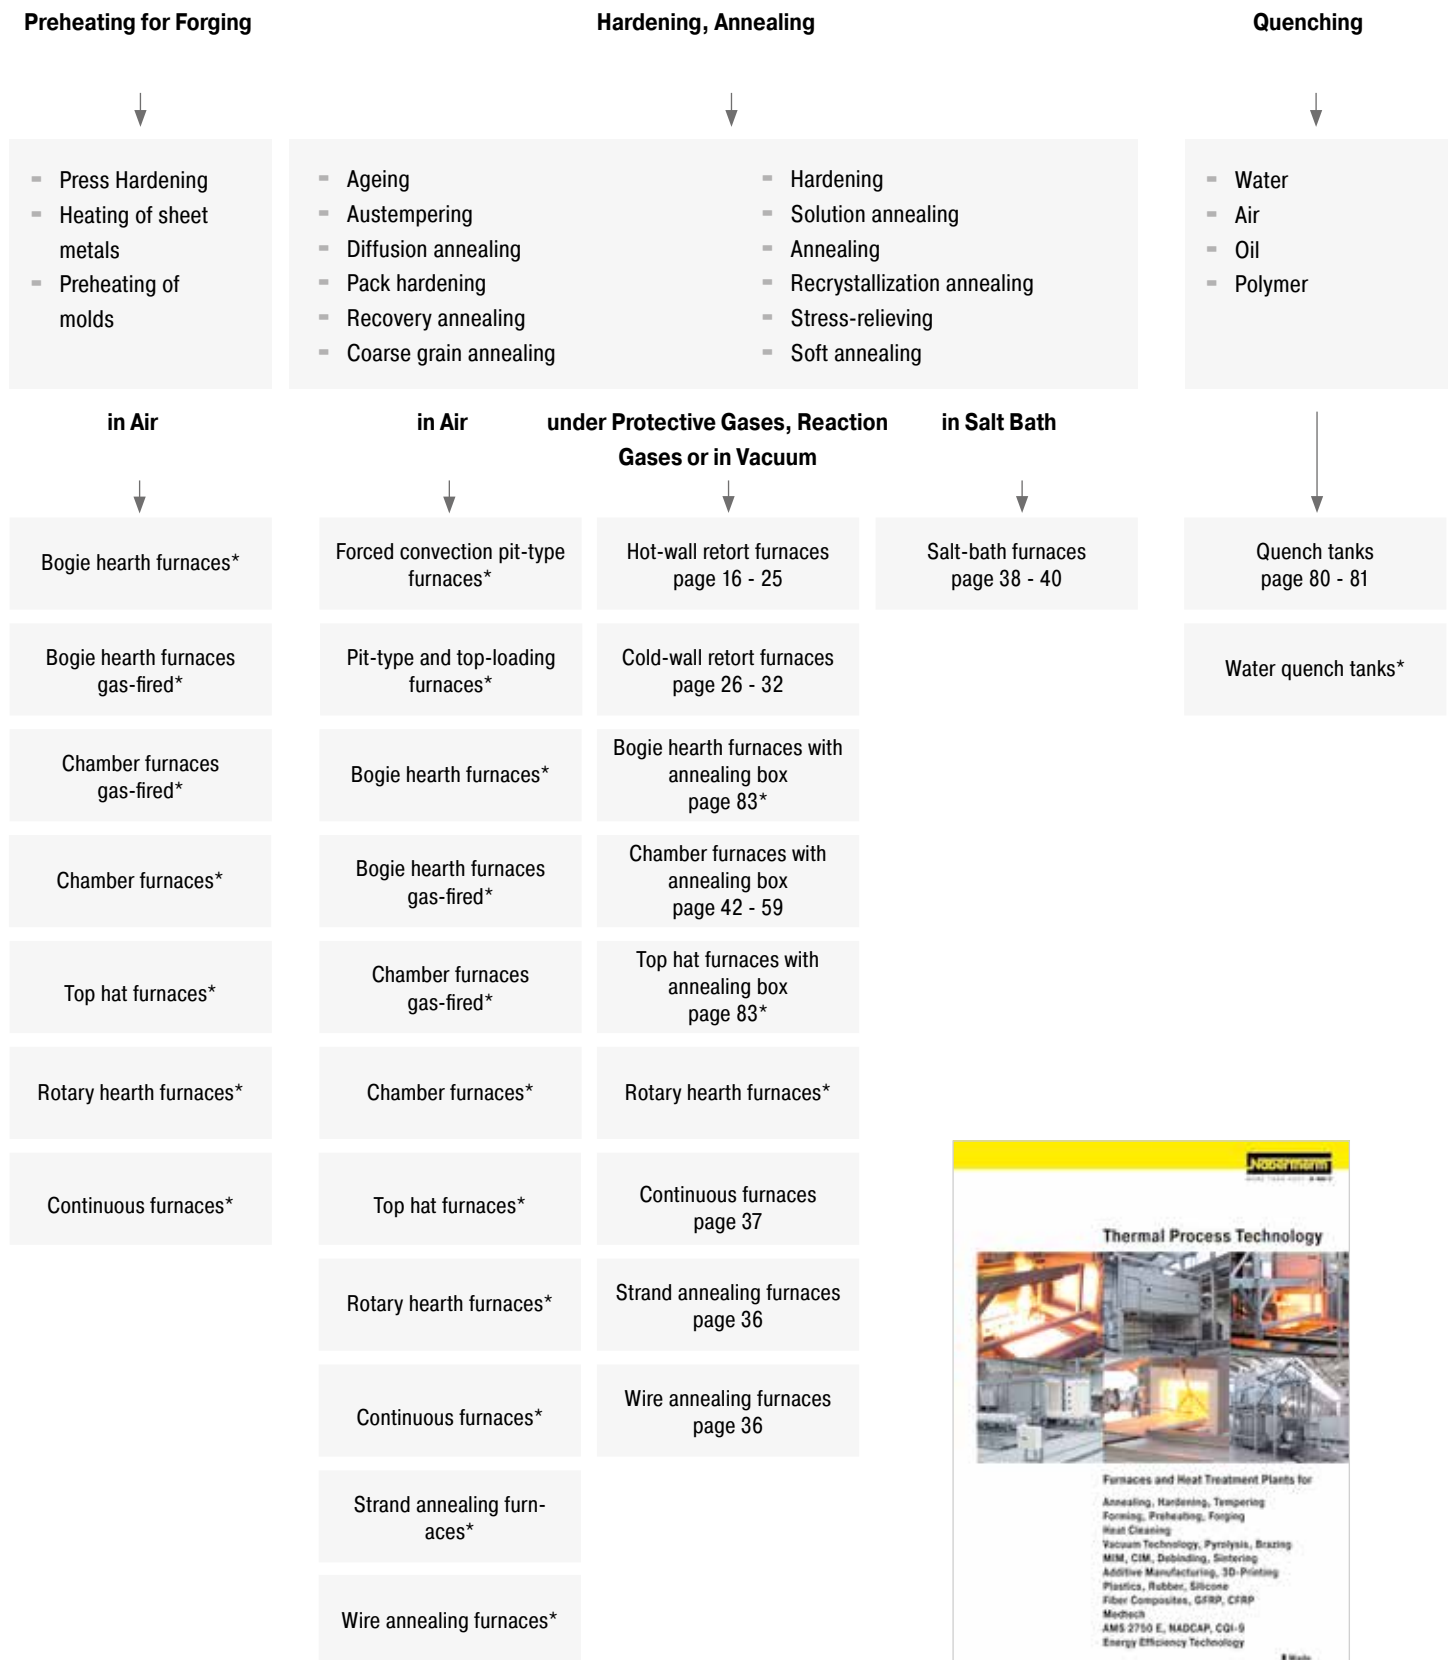 Preheating for Forging
Hardening, Annealing
Quenching
Press Hardening
Heating of sheet
metals
Preheating of
molds
Ageing
Austempering
Diffusion annealing
Pack hardening
Recovery annealing
Coarse grain annealing
Hardening
Solution annealing
Annealing
Recrystallization annealing
Stress-relieving
Soft annealing
Water
Air
Oil
Polymer
in Air
Bogie hearth furnaces*
Bogie hearth furnaces
gas-fired*
Chamber furnaces
gas-fired*
Chamber furnaces*
Top hat furnaces*
Rotary hearth furnaces*
Continuous furnaces*
in Air
Forced convection pit-type
furnaces*
Pit-type and top-loading
furnaces*
Bogie hearth furnaces*
Bogie hearth furnaces
gas-fired*
Chamber furnaces
gas-fired*
Chamber furnaces*
Top hat furnaces*
Rotary hearth furnaces*
Continuous furnaces*
Strand annealing furn-
aces*
Wire annealing furnaces*
under Protective Gases, Reaction
Gases or in Vacuum
Hot-wall retort furnaces
page 16 - 25
Cold-wall retort furnaces
page 26 - 32
Bogie hearth furnaces with
annealing box
page 83*
Chamber furnaces with
annealing box
page 42 - 59
Top hat furnaces with
annealing box
page 83*
Rotary hearth furnaces*
Continuous furnaces
page 37
Strand annealing furnaces
page 36
Wire annealing furnaces
page 36
in Salt Bath
Salt-bath furnaces
page 38 - 40
Quench tanks
page 80 - 81
Water quench tanks*
Nabertherm
Thermal Process Technology
Furnaces and Heat Treatment Plants for
Annealing, Hardening, Tempering
Forming, Preheating, Forging
Heat Cleaning
Vacuum Technology, Pyrolysis, Brazing
MIM, CIM, Debinding, Sintering
Additive Manufacturing, 3D-Printing
Plastics, Rubber, Silicone
Fiber Composites, GFRP, CFRP
Medtech
AMS 2750 E, NADCAP, CQI-9
Energy Efficiency Technology
Made